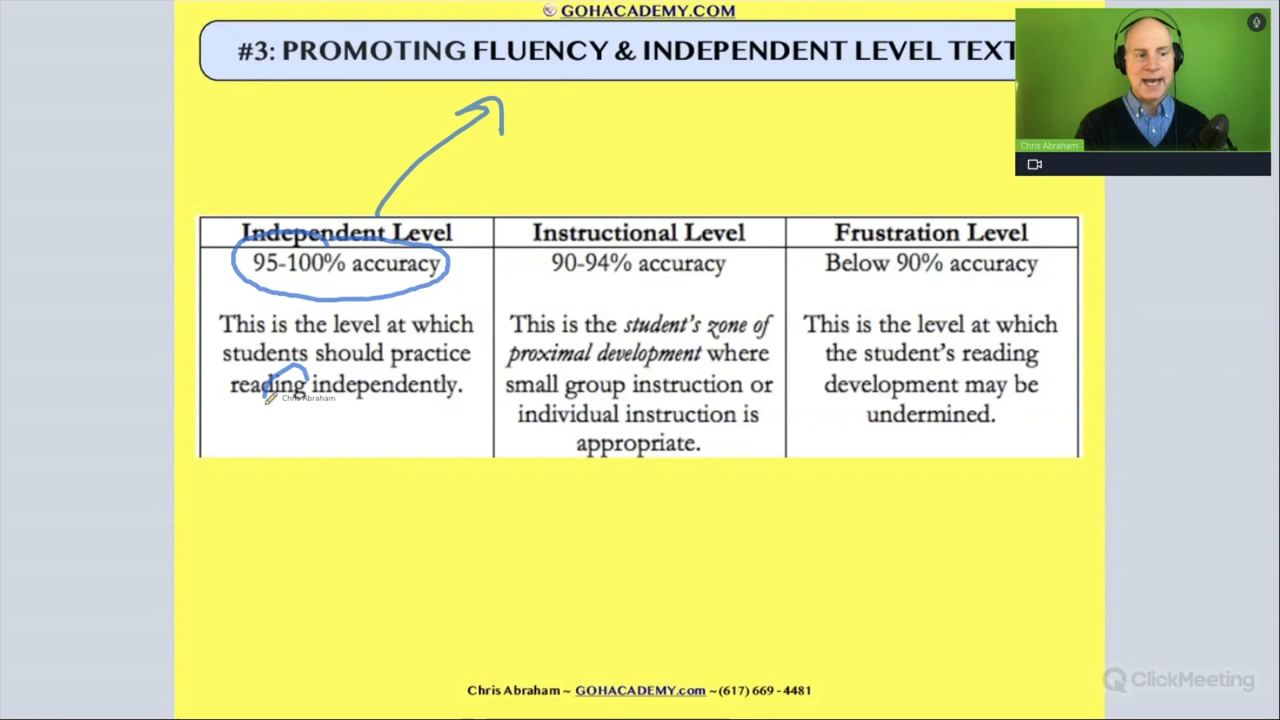 GOHACADEMY.COM
#3: PROMOTING FLUENCY & INDEPENDENT LEVEL TEXT
Chris Abraham
Independent Level
95-100% accuracy
This is the level at which
students should practice
reading independently.
Chris Abraham
Instructional Level
90-94% accuracy
This is the student's zone of
proximal development where
small group instruction or
individual instruction is
appropriate.
Frustration Level
Below 90% accuracy
This is the level at which
the student's reading
development may be
undermined.
Chris Abraham ~ GOHACADEMY.com ~(617) 669 - 4481
ClickMeeting